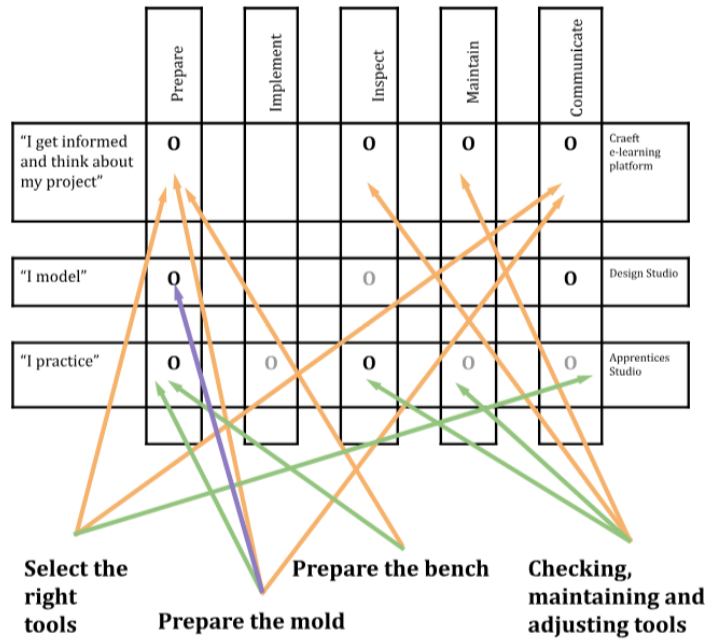 Prepare
Implement
Inspect
Maintain
Communicate
“I get informed
and think about
my project”
O
O
O
O
Craeft
e-learning
platform
“I model”
O
O
O
Design Studio
“I practice”
O
O
O
O
O
Apprentices
Studio
Select the
right
tools
Prepare the mold
Prepare the bench
Checking,
maintaining and
adjusting tools